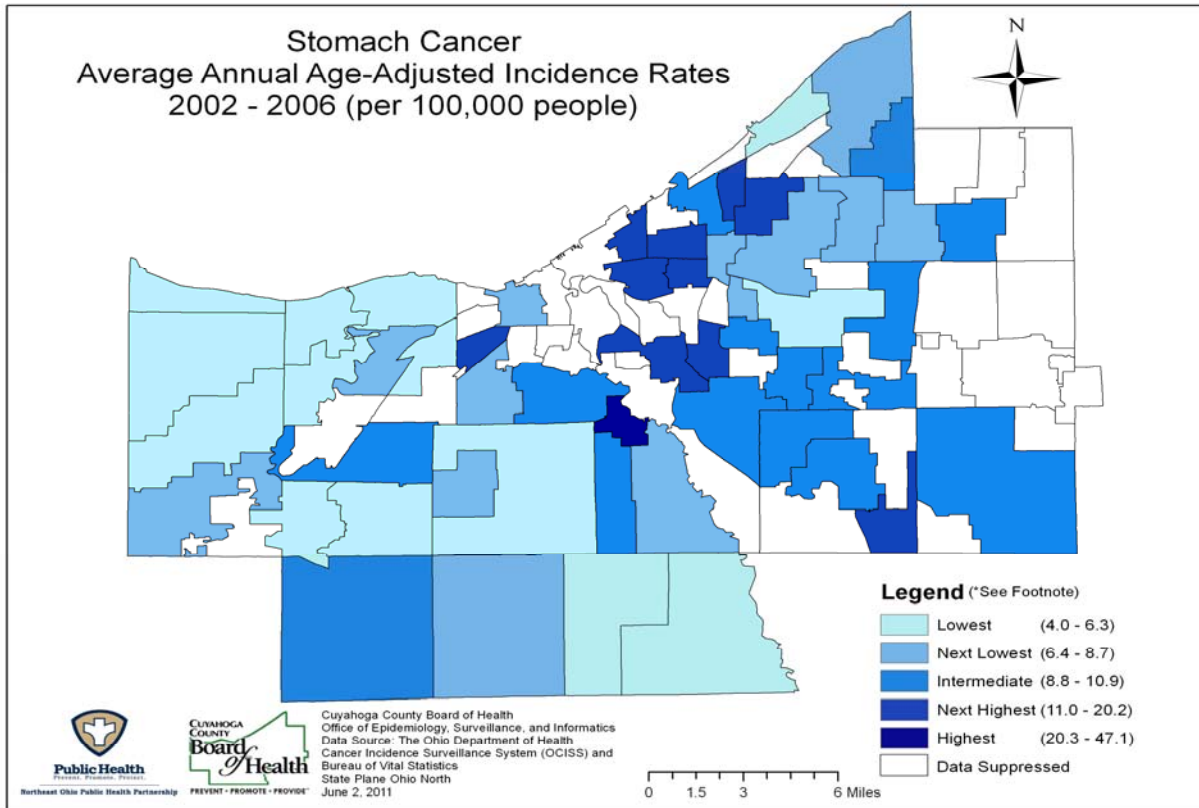 Stomach Cancer
Average Annual Age-Adjusted Incidence Rates
2002 - 2006 (per 100,000 people)
N
Legend (*See Footnote)
Lowest (4.0 - 6.3)
Next Lowest (6.4 - 8.7)
Intermediate (8.8 - 10.9)
Next Highest (11.0 - 20.2)
Highest (20.3 - 47.1)
Data Suppressed
Public Health
Prevent. Promote. Protect.
Northeast Ohio Public Health Partnership
CUYAHOGA
COUNTY
Board
of Health
PREVENT • PROMOTE • PROVIDE
Cuyahoga County Board of Health
Office of Epidemiology, Surveillance, and Informatics
Data Source: The Ohio Department of Health
Cancer Incidence Surveillance System (OCISS) and
Bureau of Vital Statistics
State Plane Ohio North
June 2, 2011
0 1.5 3 6 Miles